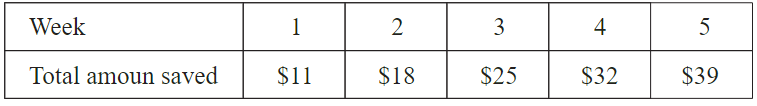 Week 1 2 3 4 5
Total amoun saved $11 $18 $25 $32 $39